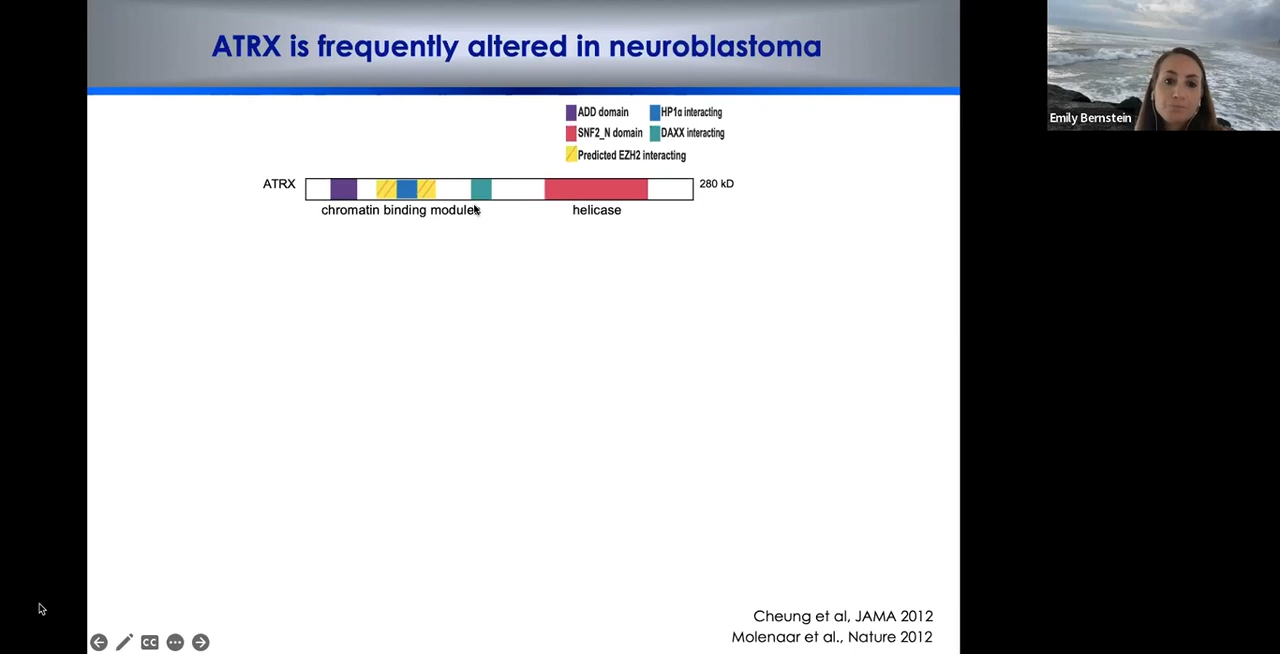 ATRX is frequently altered in neuroblastoma
Emily Bernstein
ADD domain
HP1α interacting
SNF2_N domain
DAXX interacting
Predicted EZH2 interacting
ATRX
280 kD
chromatin binding modules
helicase
Cheung et al, JAMA 2012
Molenaar et al., Nature 2012
CC